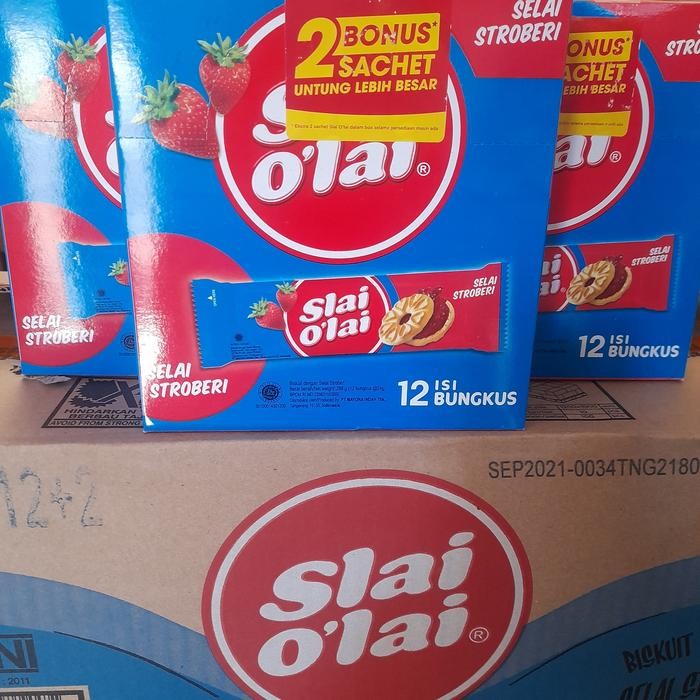 SELAI
STROBERI
2 BONUS*
SACHET
UNTUNG LEBIH BESAR
o'lai®
Slai
o'lai
SELAI
STROBERI
SELAI
STROBERI
12 ISI
BUNGKUS
BONUS*
SACHET
LEBIH BESAR
SELAI
STROBERI
12 ISI
BUNGKUS
SELAI
STROBERI
HINDARKAN
AVOID FROM STRONG
SEP2021-0034TNG2180
12+2
Slai
o'lai®
: 2011
BISKUIT